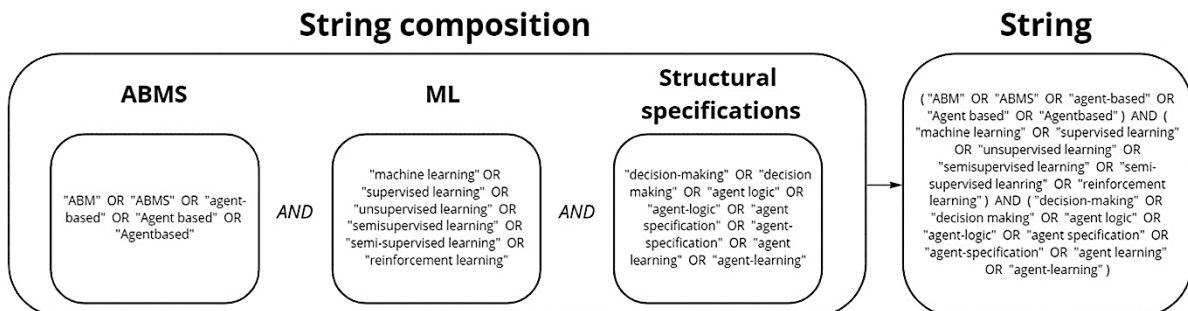 String composition
String
ABMS
ML
Structural
specifications
"ABM" OR "ABMS" OR "agent-
based" OR "Agent based" OR
"Agentbased"
AND
"machine learning" OR
"supervised learning" OR
"unsupervised learning" OR
"semisupervised learning" OR
"semi-supervised learning" OR
"reinforcement learning"
AND
"decision-making" OR "decision
making" OR "agent logic" OR
"agent-logic" OR "agent
specification" OR "agent-
specification" OR "agent
learning" OR "agent-learning"
( "ABM" OR "ABMS" OR "agent-based" OR
"Agent based" OR "Agentbased" ) AND (
"machine learning" OR "supervised learning"
OR "unsupervised learning" OR
"semisupervised learning" OR "semi-
supervised leanring" OR "reinforcement
learning" ) AND ( "decision-making" OR
"decision making" OR "agent logic" OR
"agent-logic" OR "agent specification" OR
"agent-specification" OR "agent learning"
OR "agent-learning" )